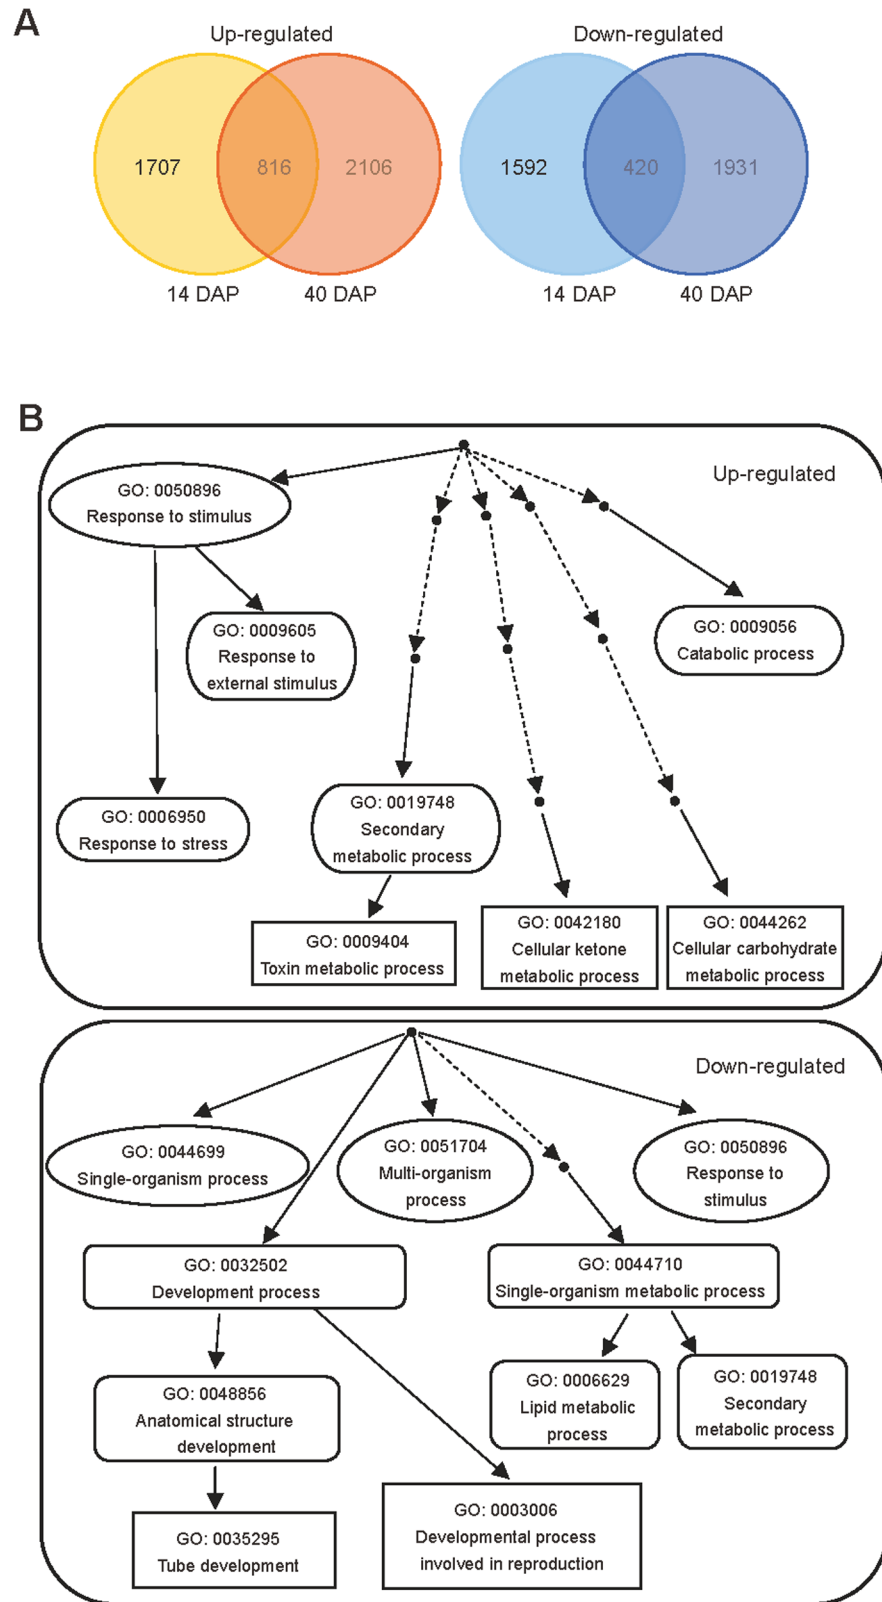 A
Up-regulated
Down-regulated
1707
816
2106
1592
420
1931
14 DAP
40 DAP
14 DAP
40 DAP
B
Up-regulated
GO: 0050896
Response to stimulus
GO: 0009605
Response to
external stimulus
GO: 0009056
Catabolic process
GO: 0006950
Response to stress
GO: 0019748
Secondary
metabolic process
GO: 0009404
Toxin metabolic process
GO: 0042180
Cellular ketone
metabolic process
GO: 0044262
Cellular carbohydrate
metabolic process
Down-regulated
GO: 0044699
Single-organism process
GO: 0051704
Multi-organism
process
GO: 0050896
Response to
stimulus
GO: 0032502
Development process
GO: 0044710
Single-organism metabolic process
GO: 0048856
Anatomical structure
development
GO: 0006629
Lipid metabolic
process
GO: 0019748
Secondary
metabolic process
GO: 0035295
Tube development
GO: 0003006
Developmental process
involved in reproduction